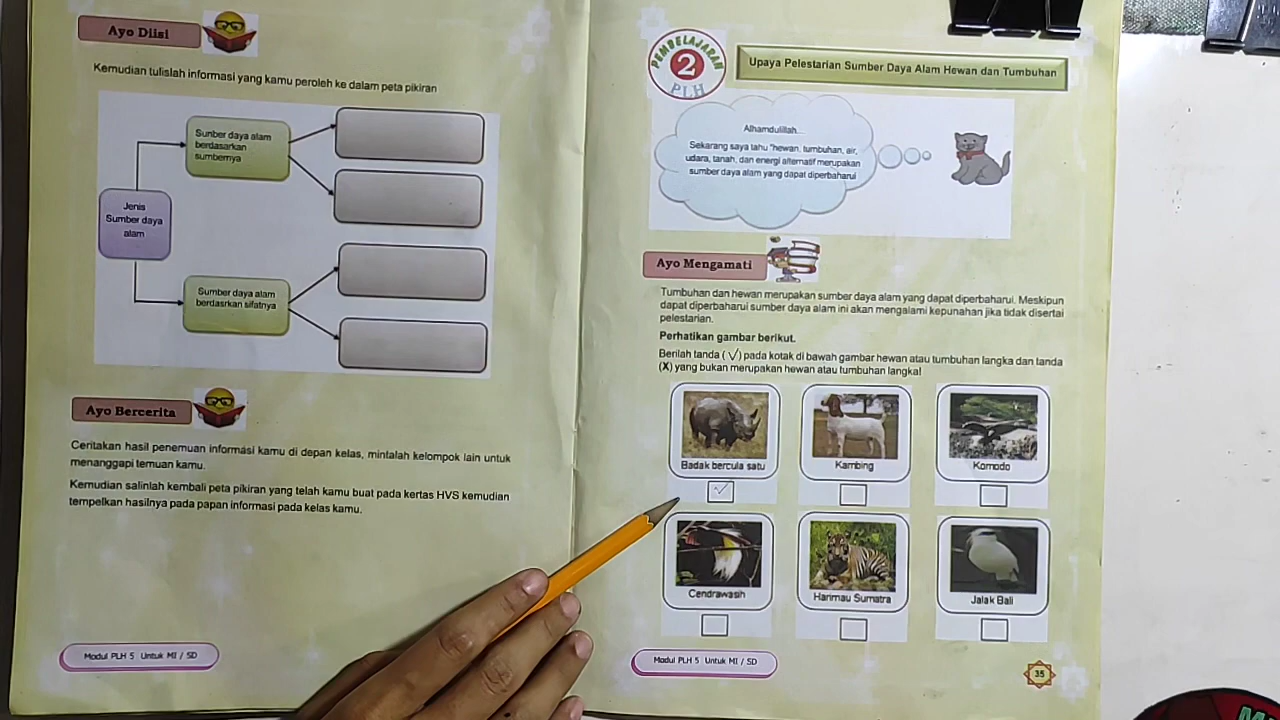 Ayo Diisi
Kemudian tulislah informasi yang kamu peroleh ke dalam peta pikiran
Sunber daya alam
berdasarkan
sumbernya
Jenis
Sumber daya
alam
Sumber daya alam
berdasrkan sifatnya
Ayo Bercerita
Ceritakan hasil penemuan informasi kamu di depan kelas, mintalah kelompok lain untuk
menanggapi temuan kamu.
Kemudian salinlah kembali peta pikiran yang telah kamu buat pada kertas HVS kemudian
tempelkan hasilnya pada papan informasi pada kelas kamu.
Modul PLH 5 Untuk MI / SD
PEMBELAJARAN
2
PLH
Upaya Pelestarian Sumber Daya Alam Hewan dan Tumbuhan
Alhamdulillah...
Sekarang saya tahu "hewan, tumbuhan, air,
udara, tanah, dan energi alternatif merupakan
sumber daya alam yang dapat diperbaharui
Ayo Mengamati
Tumbuhan dan hewan merupakan sumber daya alam yang dapat diperbaharui. Meskipun
dapat diperbaharui sumber daya alam ini akan mengalami kepunahan jika tidak disertai
pelestarian.
Perhatikan gambar berikut.
Berilah tanda ( √ ) pada kotak di bawah gambar hewan atau tumbuhan langka dan tanda
(X) yang bukan merupakan hewan atau tumbuhan langka!
Badak bercula satu
Kambing
Komodo
√
Cendrawasih
Harimau Sumatra
Jalak Bali
Modul PLH 5 Untuk MI / SD
35